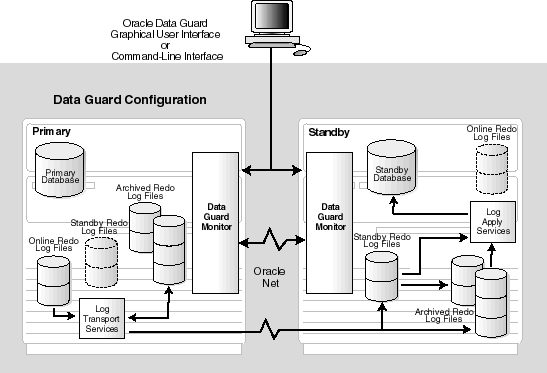 Oracle Data Guard
Graphical User Interface
or
Command-Line Interface
Data Guard Configuration
Primary
Primary
Database
Archived Redo
Log Files
Standby Redo
Log Files
Online Redo
Log Files
Log
Transport
Services
Data
Guard
Monitor
Oracle
Net
Standby
Data
Guard
Monitor
Standby
Database
Online Redo
Log Files
Log
Apply
Services
Standby Redo
Log Files
Archived Redo
Log Files